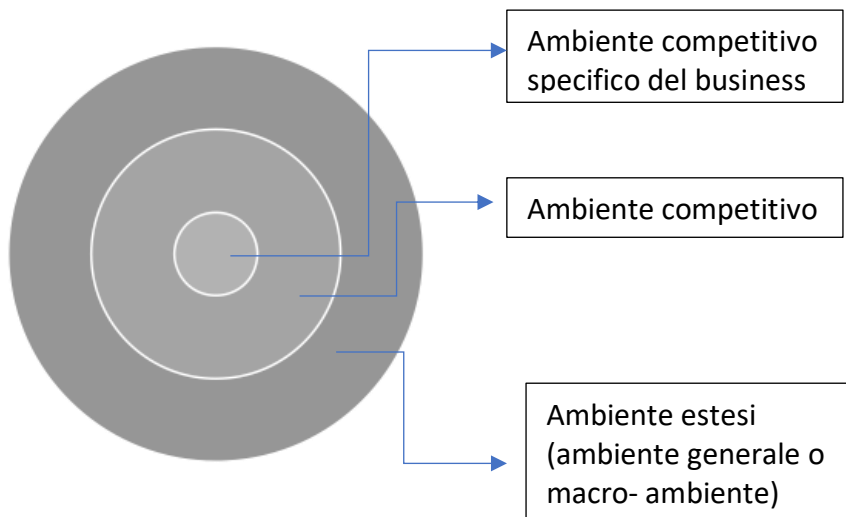 Ambiente competitivo
specifico del business
Ambiente competitivo
Ambiente estesi
(ambiente generale o
macro- ambiente)